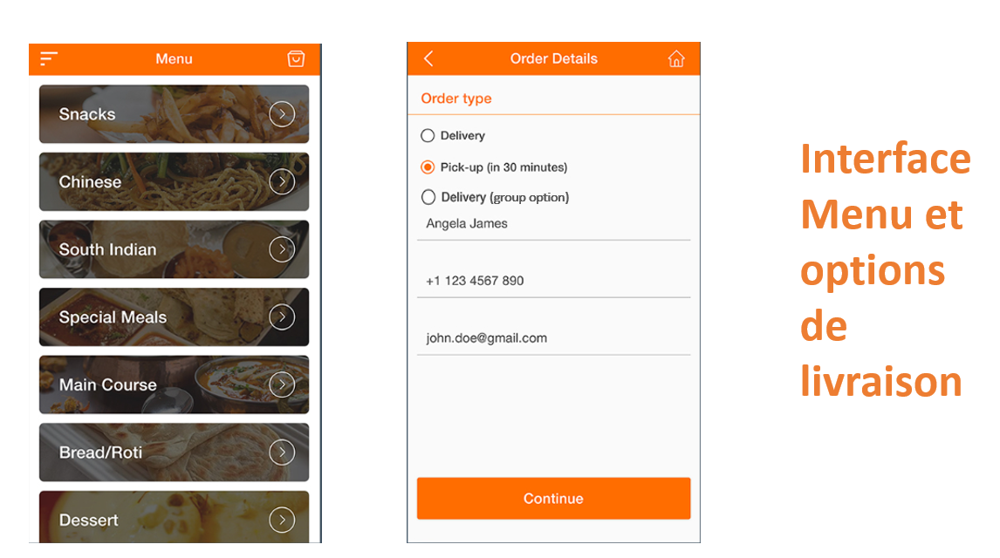 Menu
Snacks
Chinese
South Indian
Special Meals
Main Course
Bread/Roti
Dessert
Order Details
Order type
Delivery
Pick-up (in 30 minutes)
Delivery (group option)
Angela James
+1 123 4567 890
john.doe@gmail.com
Continue
Interface
Menu et
options
de
livraison